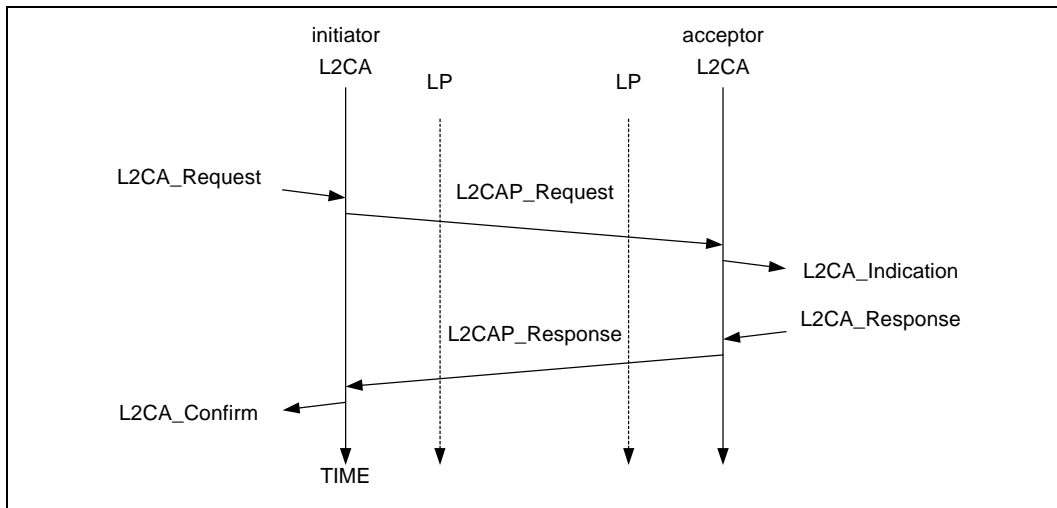 initiator
L2CA
LP
LP
acceptor
L2CA
L2CA_Request
L2CAP_Request
L2CA_Indication
L2CA_Response
L2CAP_Response
L2CA_Confirm
TIME